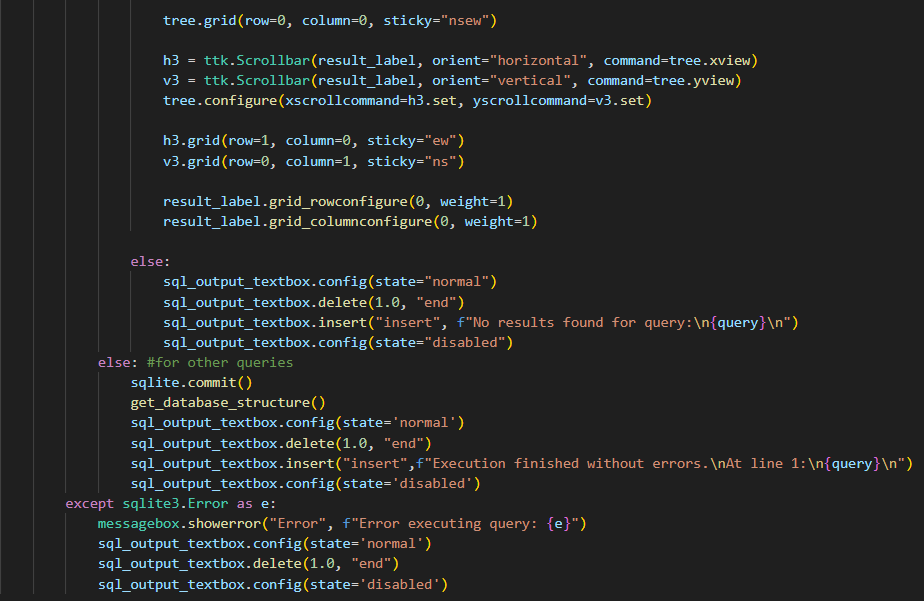 tree.grid(row=0, column=0, sticky="nsew")
h3 = ttk.Scrollbar(result_label, orient="horizontal", command=tree.xview)
v3 = ttk.Scrollbar(result_label, orient="vertical", command=tree.yview)
tree.configure(xscrollcommand=h3.set, yscrollcommand=v3.set)
h3.grid(row=1, column=0, sticky="ew")
v3.grid(row=0, column=1, sticky="ns")
result_label.grid_rowconfigure(0, weight=1)
result_label.grid_columnconfigure(0, weight=1)
else:
sql_output_textbox.config(state="normal")
sql_output_textbox.delete(1.0, "end")
sql_output_textbox.insert("insert", f"No results found for query:\n{query}\n")
sql_output_textbox.config(state="disabled")
else: #for other queries
sqlite.commit()
get_database_structure()
sql_output_textbox.config(state='normal')
sql_output_textbox.delete(1.0, "end")
sql_output_textbox.insert("insert",f"Execution finished without errors.\nAt line 1:\n{query}\n")
sql_output_textbox.config(state='disabled')
except sqlite3.Error as e:
messagebox.showerror("Error", f"Error executing query: {e}")
sql_output_textbox.config(state='normal')
sql_output_textbox.delete(1.0, "end")
sql_output_textbox.config(state='disabled')